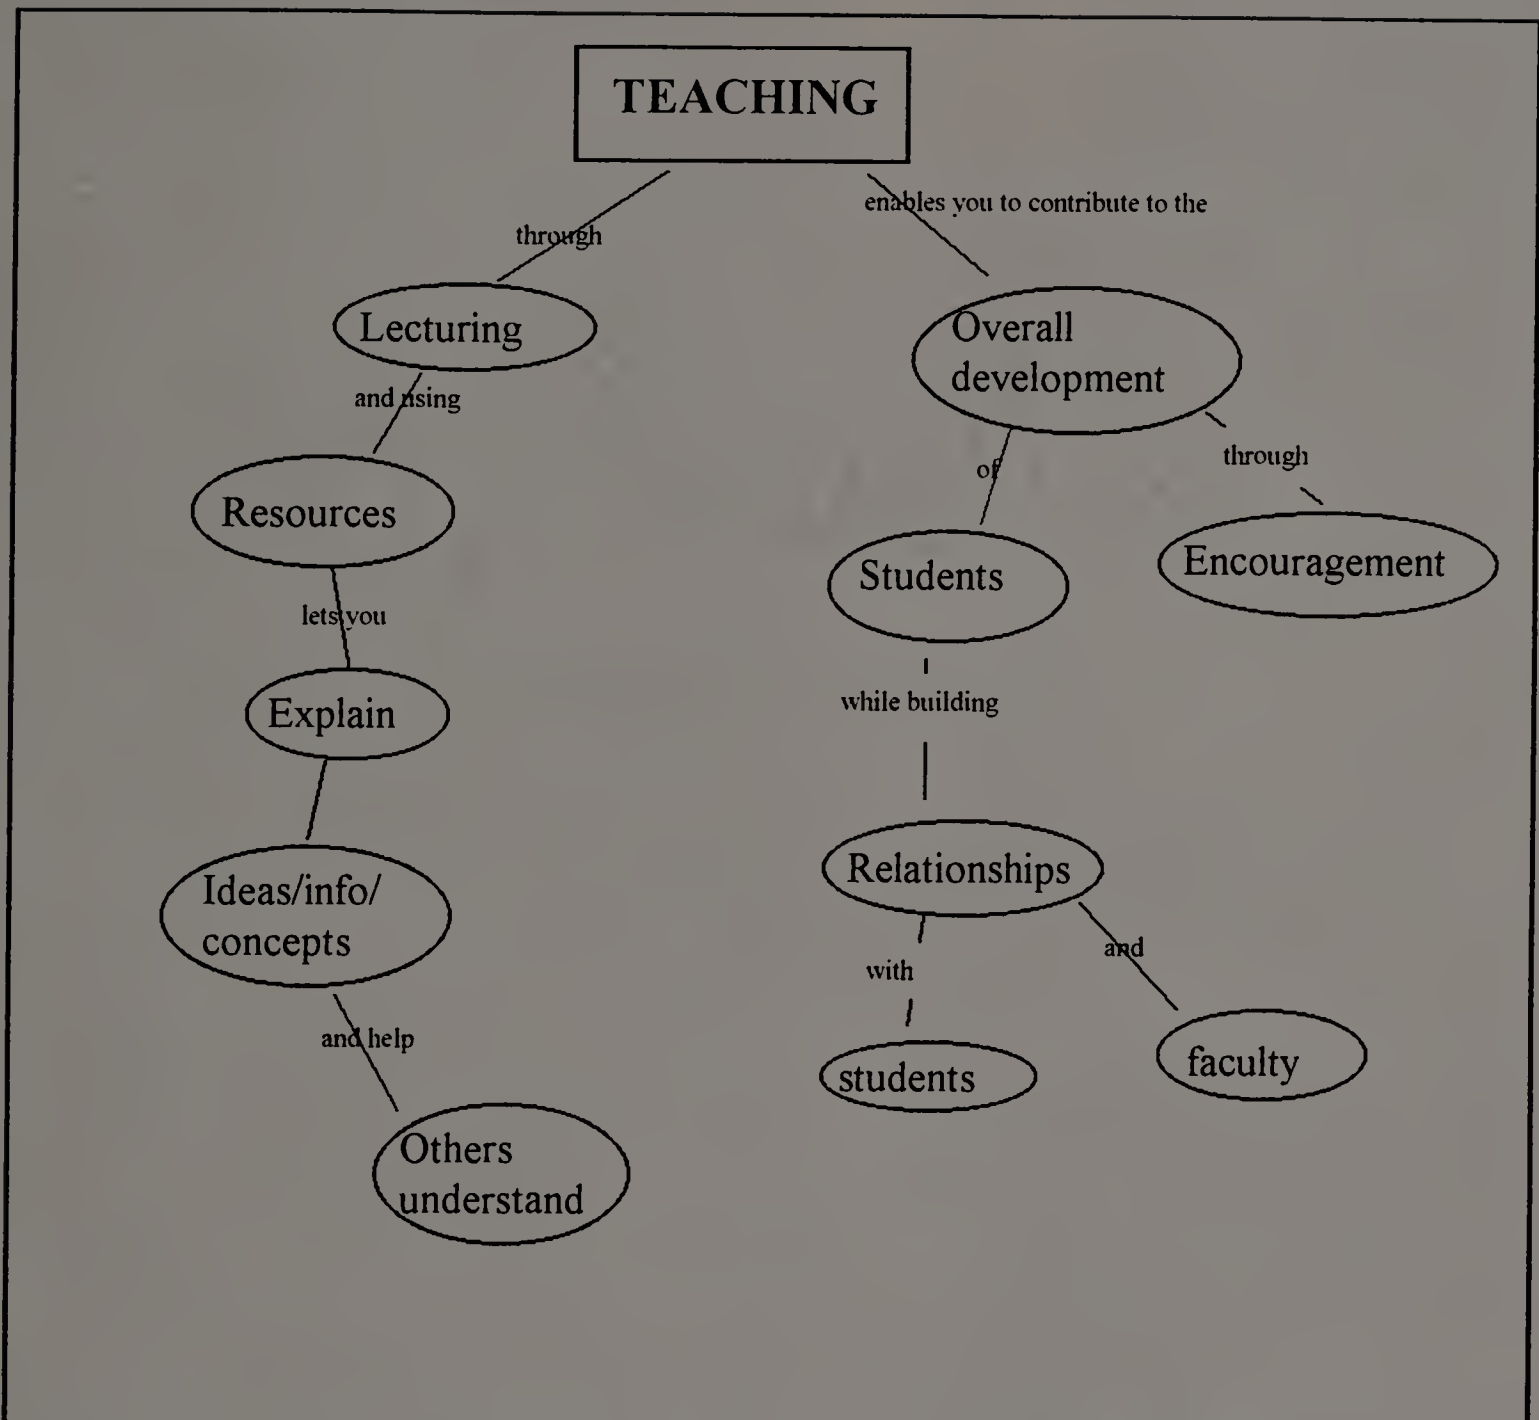 TEACHING
enables you to contribute to the
through
Lecturing
Overall
development
and using
through
of
Resources
Students
Encouragement
lets you
while building
Explain
Relationships
Ideas/info/
concepts
and
with
and help
faculty
students
Others
understand